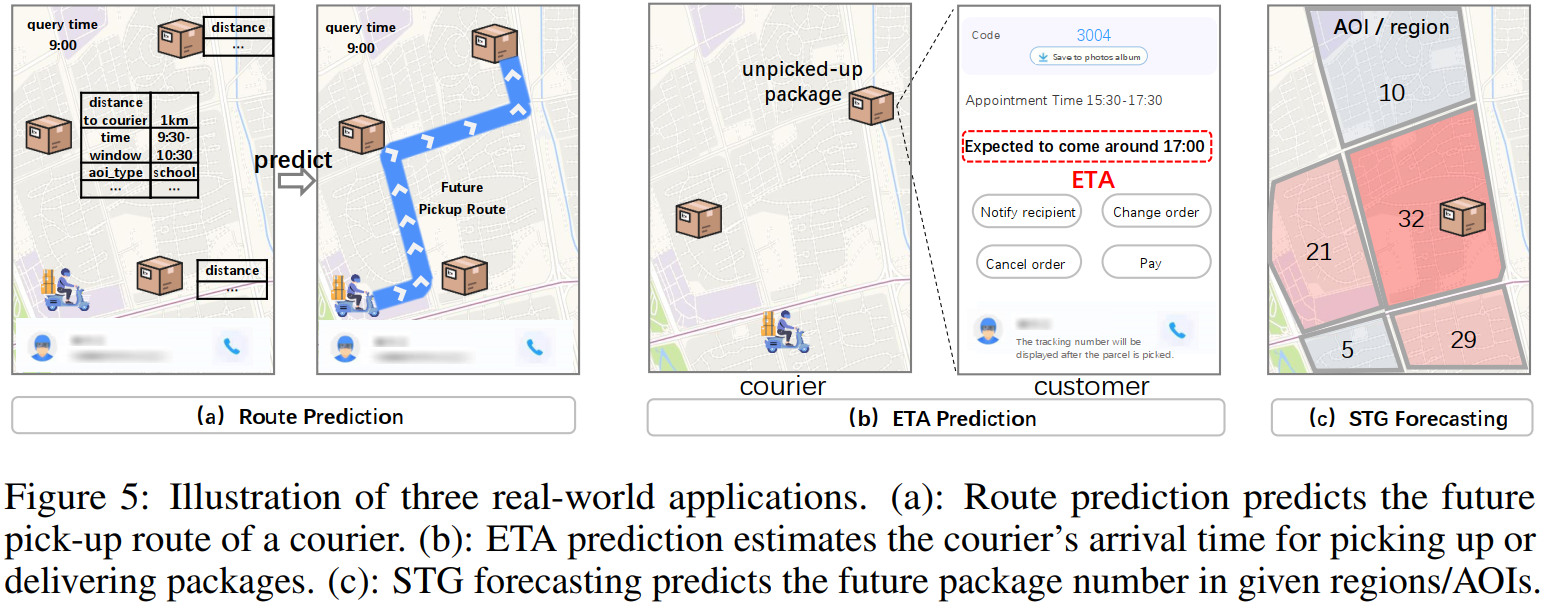 query time
9:00
distance
...
distance
to courier
1km
time
window
9:30-
10:30
aoi_type
school
...
...
distance
...
predict
query time
9:00
Future
Pickup Route
(a) Route Prediction
unpicked-up
package
courier
Code
3004
Save to photos album
Appointment Time 15:30-17:30
Expected to come around 17:00
ETA
Notify recipient
Change order
Cancel order
Pay
The tracking number will be
displayed after the parcel is picked.
customer
(b) ETA Prediction
AOI / region
10
32
21
5
29
(c) STG Forecasting
Figure 5: Illustration of three real-world applications. (a): Route prediction predicts the future
pick-up route of a courier. (b): ETA prediction estimates the courier's arrival time for picking up or
delivering packages. (c): STG forecasting predicts the future package number in given regions/AOIs.